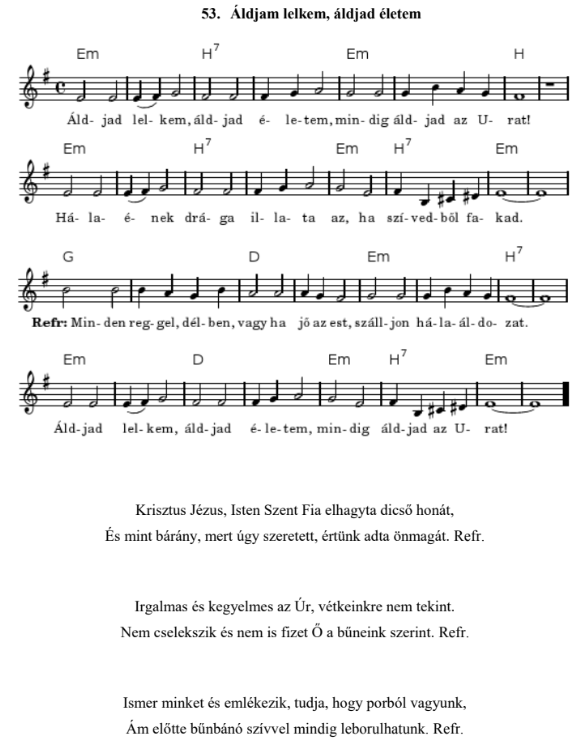 53. Áldjam lelkem, áldjad életem
Em H7 Em H
Áld- jad lel- kem, áld- jad é- le- tem, min- dig áld- jad az U- rat!
Em H7 Em H7 Em
Há- la- é- nek drá- ga il- la- ta az, ha szí- ved- ből fa- kad.
G D Em H7
Refr: Min- den reg- gel, dél- ben, vagy ha jő az est, száll- jon há- la- ál- do- zat.
Em D Em H7 Em
Áld- jad lel- kem, áld- jad é- le- tem, min- dig áld- jad az U- rat!
Krisztus Jézus, Isten Szent Fia elhagyta dicső honát,
És mint bárány, mert úgy szeretett, értünk adta önmagát. Refr.
Irgalmas és kegyelmes az Úr, vétkeinkre nem tekint.
Nem cselekszik és nem is fizet Ő a bűneink szerint. Refr.
Ismer minket és emlékezik, tudja, hogy porból vagyunk,
Ám előtte bűnbánó szívvel mindig leborulhatunk. Refr.